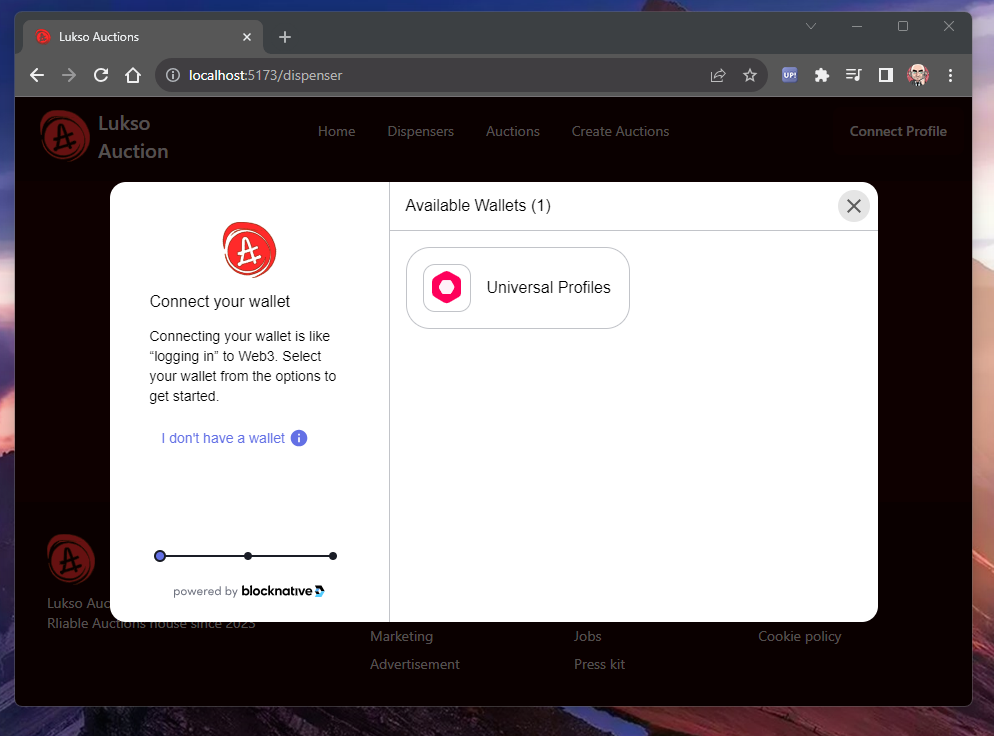 Lukso Auctions
localhost:5173/dispenser
UP!
Lukso
Auction
Home
Dispensers
Auctions
Create Auctions
Connect Profile
Connect your wallet
Connecting your wallet is like
“logging in” to Web3. Select
your wallet from the options to
get started.
I don't have a wallet
powered by blocknative
Available Wallets (1)
Universal Profiles
Lukso Auc
Rliable Auctions house since 2023
Marketing
Jobs
Cookie policy
Advertisement
Press kit